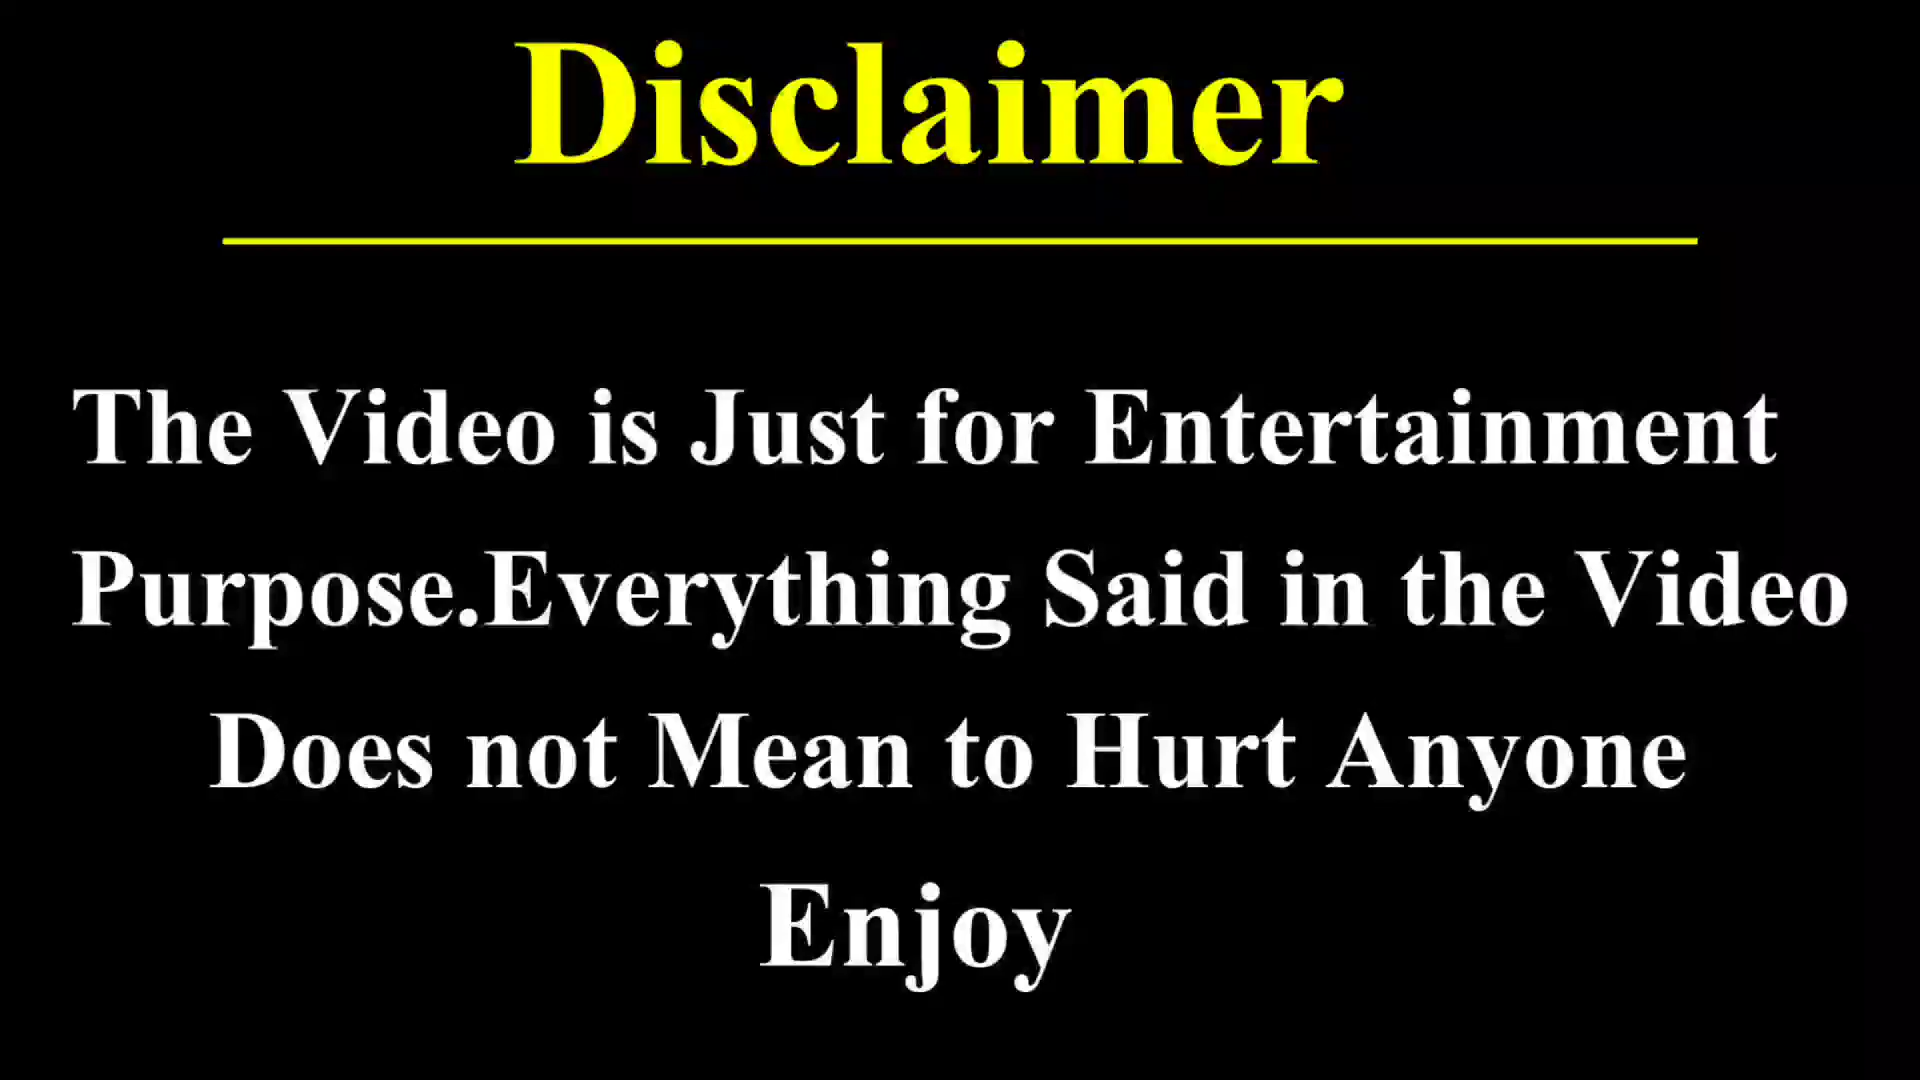 Disclaimer
The Video is Just for Entertainment
Purpose.Everything Said in the Video
Does not Mean to Hurt Anyone
Enjoy